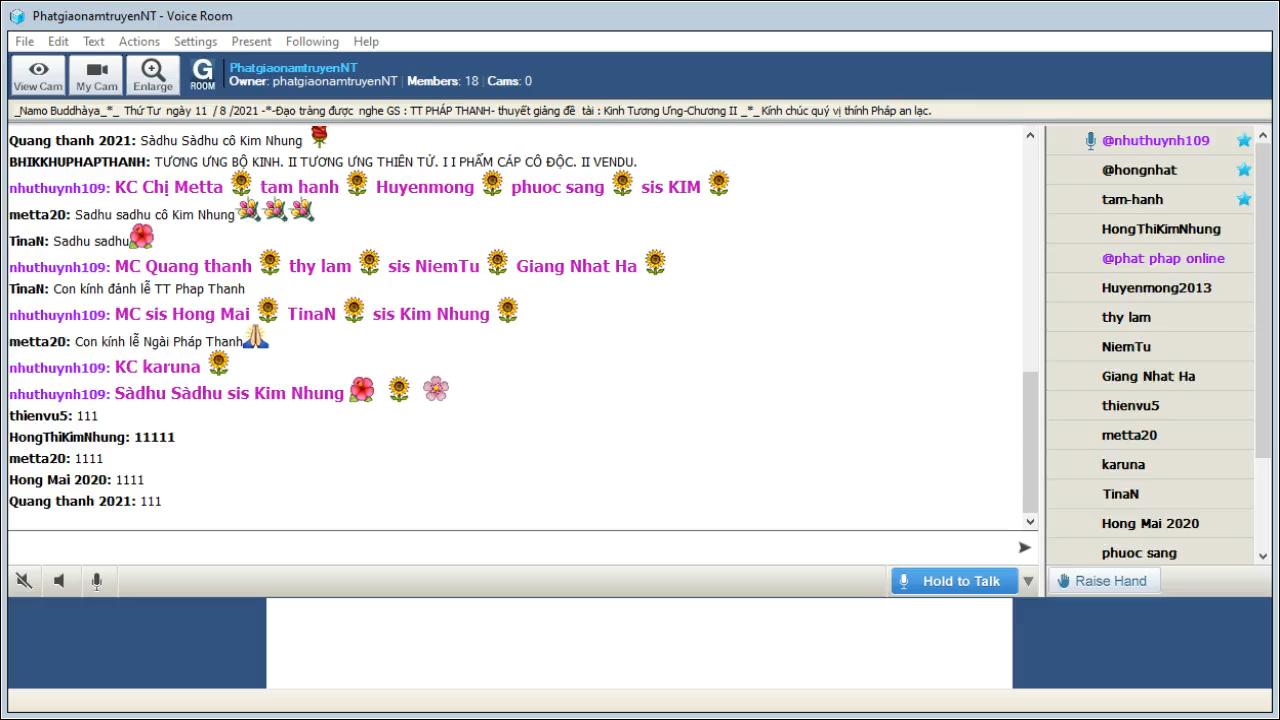 PhatgiaonamtruyenNT - Voice Room
File Edit Text Actions Settings Present Following Help
View Cam My Cam Enlarge G ROOM
PhatgiaonamtruyenNT
Owner: phatgiaonamtruyenNT | Members: 18 | Cams: 0
_Namo Buddhàya_*_ Thứ Tư ngày 11 / 8 /2021 -*-Đạo tràng được nghe GS : TT PHÁP THANH- thuyết giảng đề tài : Kinh Tương Ưng-Chương II _*_ Kính chúc quý vị thính Pháp an lạc.
Quang thanh 2021: Sàdhu Sàdhu cô Kim Nhung
BHIKKHUPHAPTHANH: TƯƠNG ƯNG BỘ KINH. II TƯƠNG ƯNG THIÊN TỬ. I I PHẨM CÁP CÔ ĐỘC. II VENDU.
nhuthuynh109: KC Chị Metta tam hanh Huyenmong phuoc sang sis KIM
metta20: Sadhu sadhu cô Kim Nhung
TinaN: Sadhu sadhu
nhuthuynh109: MC Quang thanh thy lam sis NiemTu Giang Nhat Ha
TinaN: Con kính đảnh lễ TT Phap Thanh
nhuthuynh109: MC sis Hong Mai TinaN sis Kim Nhung
metta20: Con kính lễ Ngài Pháp Thanh
nhuthuynh109: KC karuna
nhuthuynh109: Sàdhu Sàdhu sis Kim Nhung
thienvu5: 111
HongThiKimNhung: 11111
metta20: 1111
Hong Mai 2020: 1111
Quang thanh 2021: 111
Hold to Talk
@nhuthuynh109
@hongnhat
tam-hanh
HongThiKimNhung
@phat phap online
Huyenmong2013
thy lam
NiemTu
Giang Nhat Ha
thienvu5
metta20
karuna
TinaN
Hong Mai 2020
phuoc sang
Raise Hand